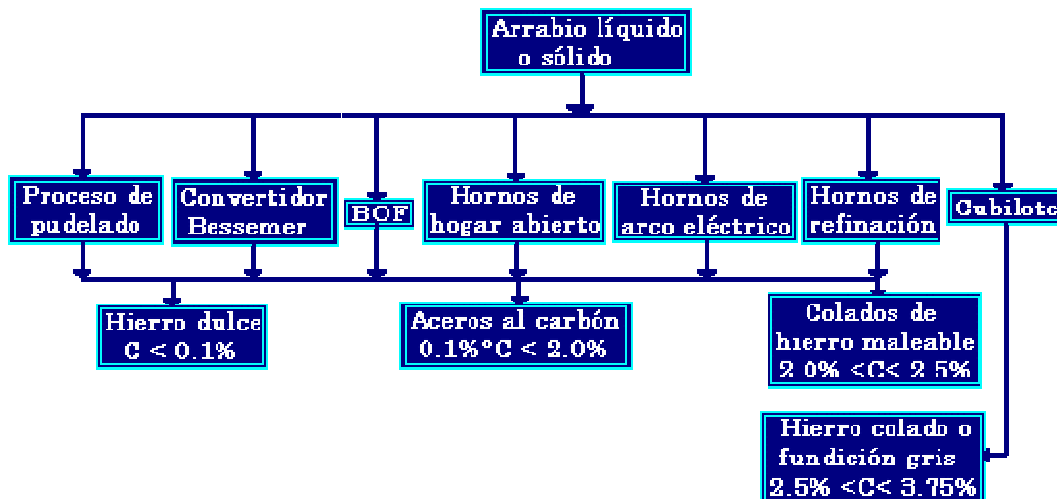 Arrabio líquido
o sólido
Proceso de
pudelado
Convertidor
Bessemer
BOF
Hornos de
hogar abierto
Hornos de
arco eléctrico
Hornos de
refinación
Cubilote
Hierro dulce
C < 0.1%
Aceros al carbón
0.1%°C < 2.0%
Colados de
hierro maleable
2.0% <C< 2.5%
Hierro colado o
fundición gris
2.5% <C< 3.75%